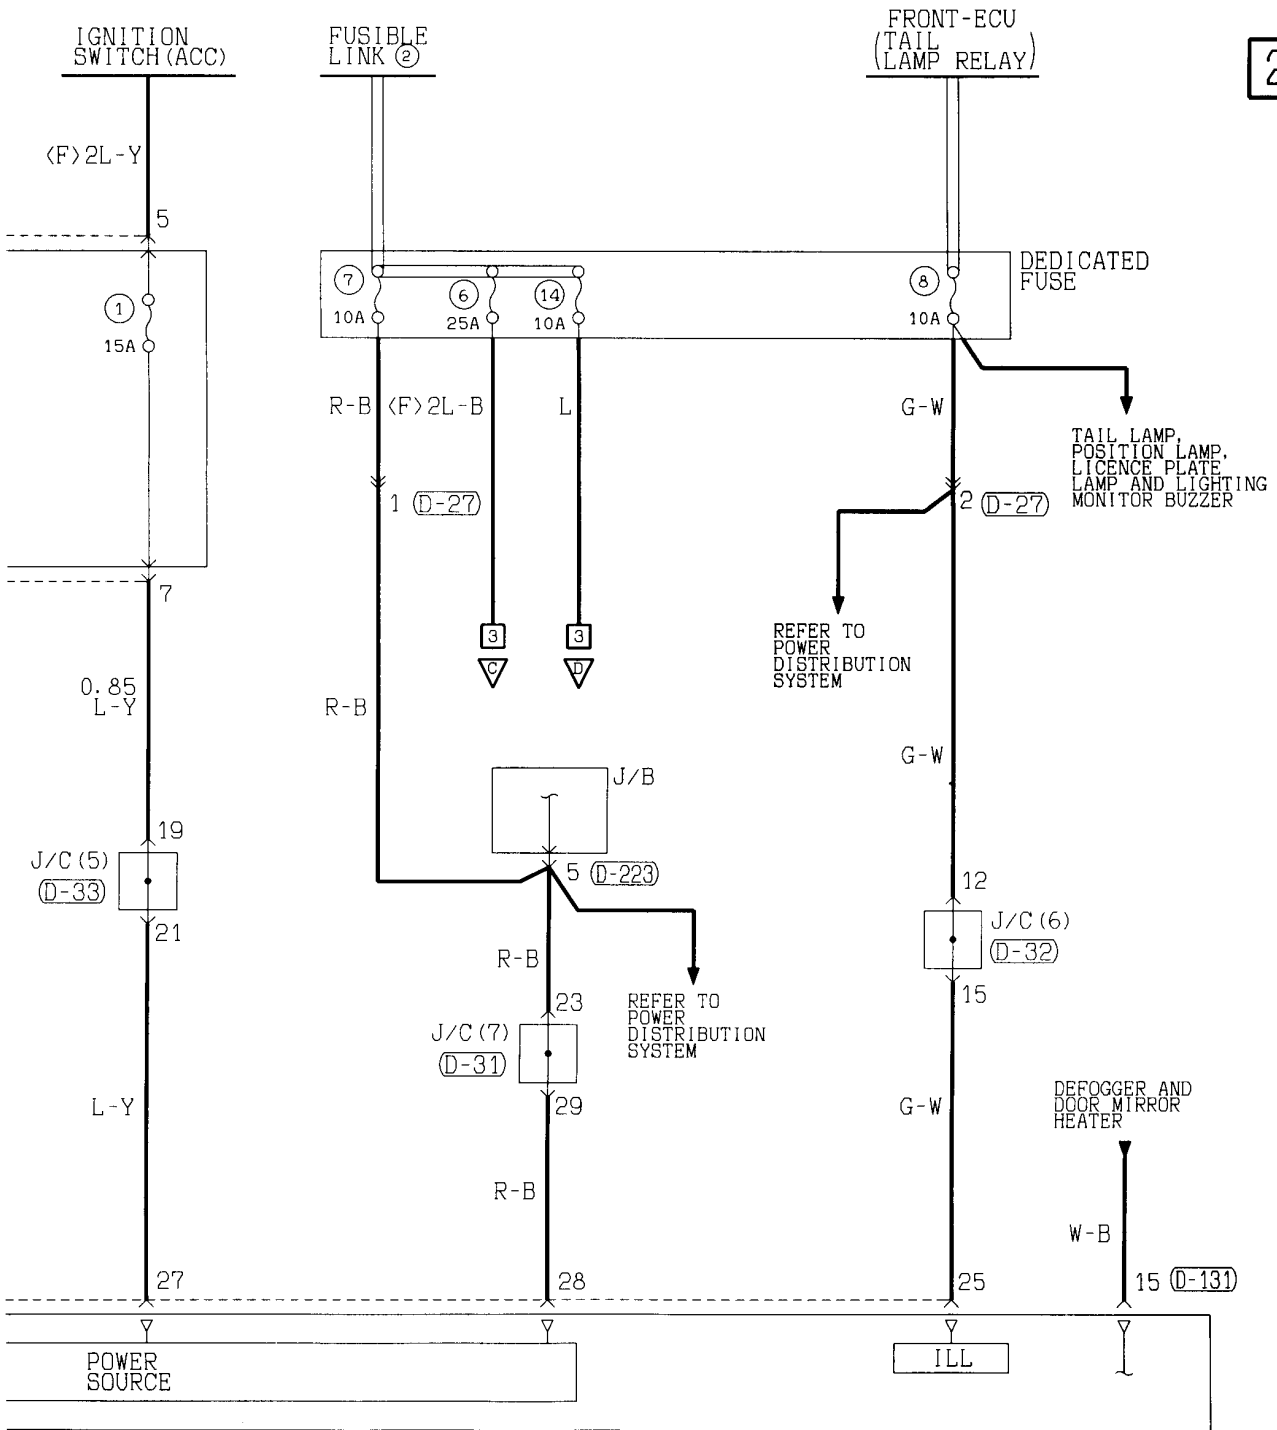 IGNITION
SWITCH(ACC)
FUSIBLE
LINK ②
FRONT-ECU
(TAIL
LAMP RELAY)
2
<F>2L-Y
5
DEDICATED
FUSE
7
6
14
8
1
10A
25A
10A
10A
15A
R-B
<F>2L-B
L
G-W
TAIL LAMP,
POSITION LAMP,
LICENCE PLATE
LAMP AND LIGHTING
MONITOR BUZZER
1 (D-27)
2 (D-27)
7
3
3
C
D
REFER TO
POWER
DISTRIBUTION
SYSTEM
0.85
L-Y
R-B
G-W
J/B
19
J/C(5)
(D-33)
21
5 (D-223)
12
J/C(6)
(D-32)
15
R-B
23
REFER TO
POWER
DISTRIBUTION
SYSTEM
J/C(7)
(D-31)
29
L-Y
G-W
DEFOGGER AND
DOOR MIRROR
HEATER
R-B
W-B
27
28
25
15 (D-131)
POWER
SOURCE
ILL